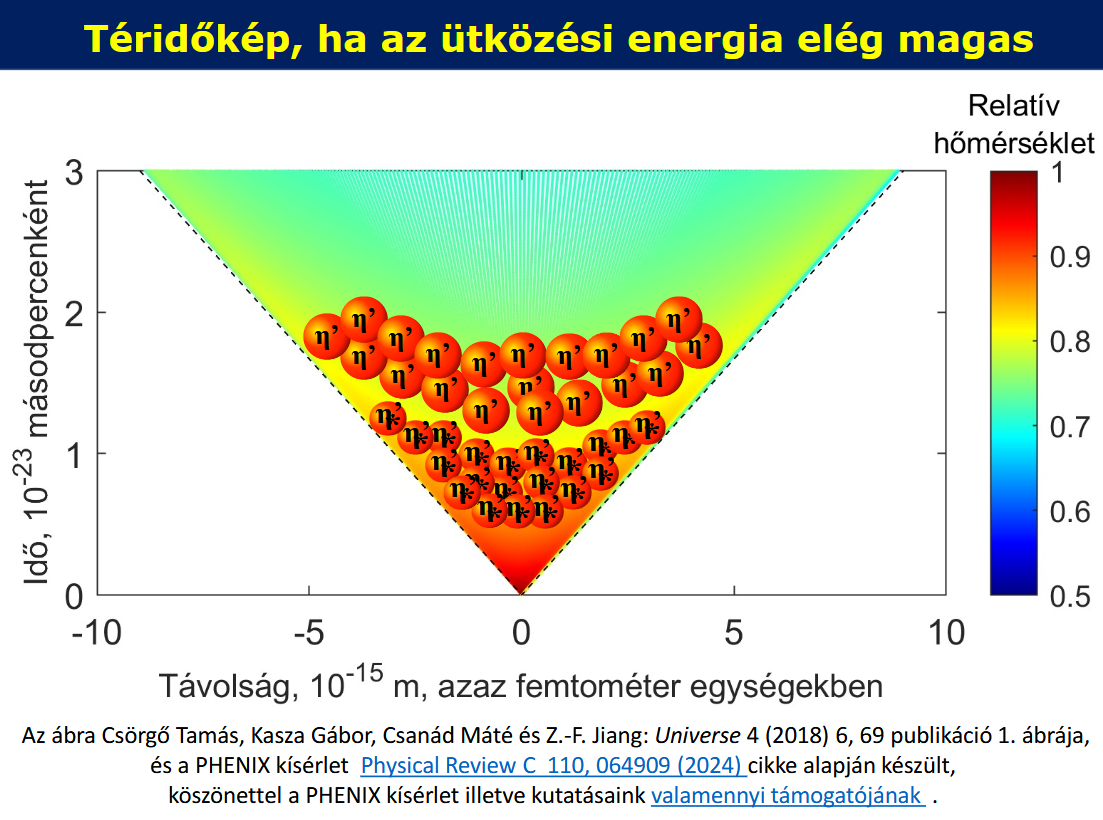 Téridőkép, ha az ütközési energia elég magas
Relatív
hőmérséklet
3
2
1
0
Idő, 10⁻²³ másodpercenként
-10
-5
0
5
10
Távolság, 10⁻¹⁵ m, azaz femtométer egységekben
1
0.9
0.8
0.7
0.6
0.5
η’ η’ η’ η’ η’ η’ η’ η’ η’ η’
η’ η’ η’ η’ η’ η’ η’ η’
η’ η’ η’
η’* η’* η’* η’* η’* η’*
η’* η’* η’* η’* η’* η’*
η’* η’* η’* η’* η’*
η’* η’* η’*
Az ábra Csörgő Tamás, Kasza Gábor, Csanád Máté és Z.-F. Jiang: Universe 4 (2018) 6, 69 publikáció 1. ábrája,
és a PHENIX kísérlet Physical Review C 110, 064909 (2024) cikke alapján készült,
köszönettel a PHENIX kísérlet illetve kutatásaink valamennyi támogatójának .